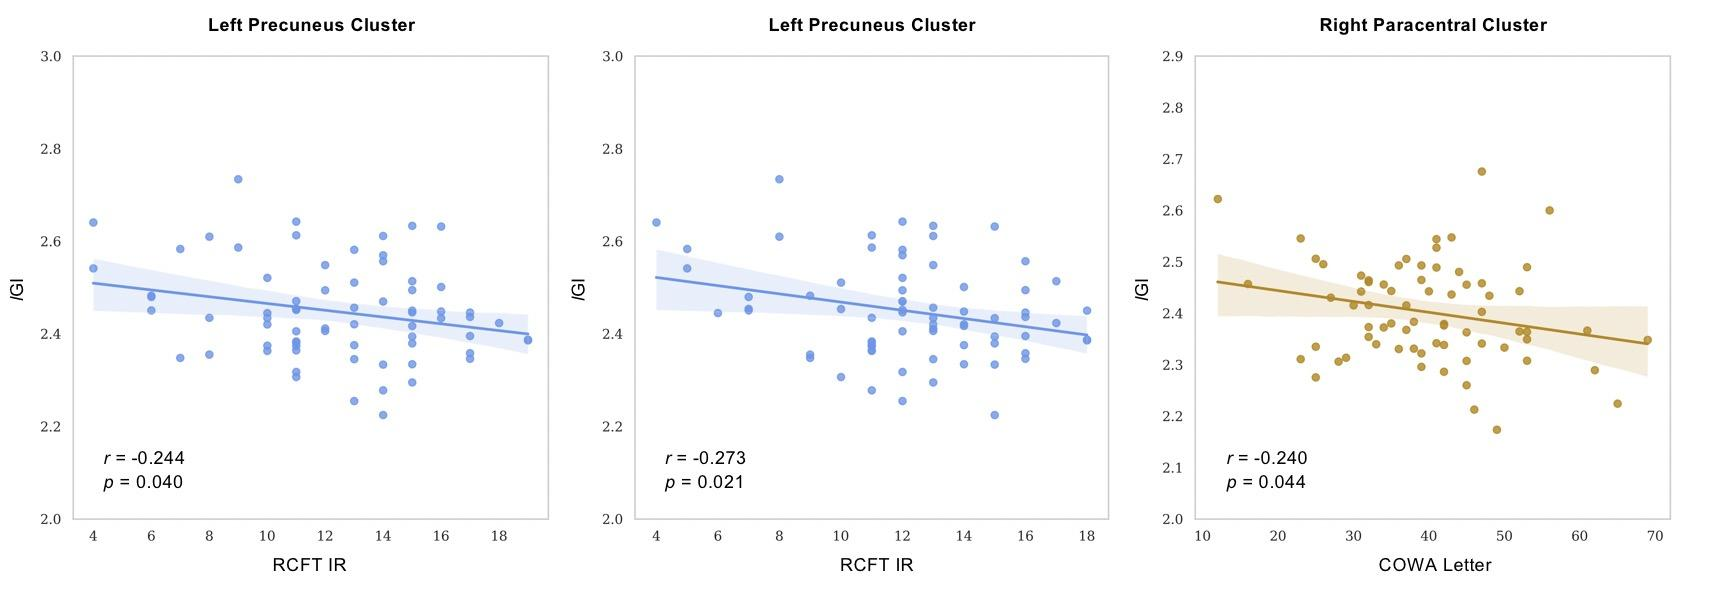 Left Precuneus Cluster
3.0
2.8
2.6
2.4
2.2
2.0
lGI
r = -0.244
p = 0.040
4 6 8 10 12 14 16 18
RCFT IR
Left Precuneus Cluster
3.0
2.8
2.6
2.4
2.2
2.0
lGI
r = -0.273
p = 0.021
4 6 8 10 12 14 16 18
RCFT IR
Right Paracentral Cluster
2.9
2.8
2.7
2.6
2.5
2.4
2.3
2.2
2.1
2.0
lGI
r = -0.240
p = 0.044
10 20 30 40 50 60 70
COWA Letter